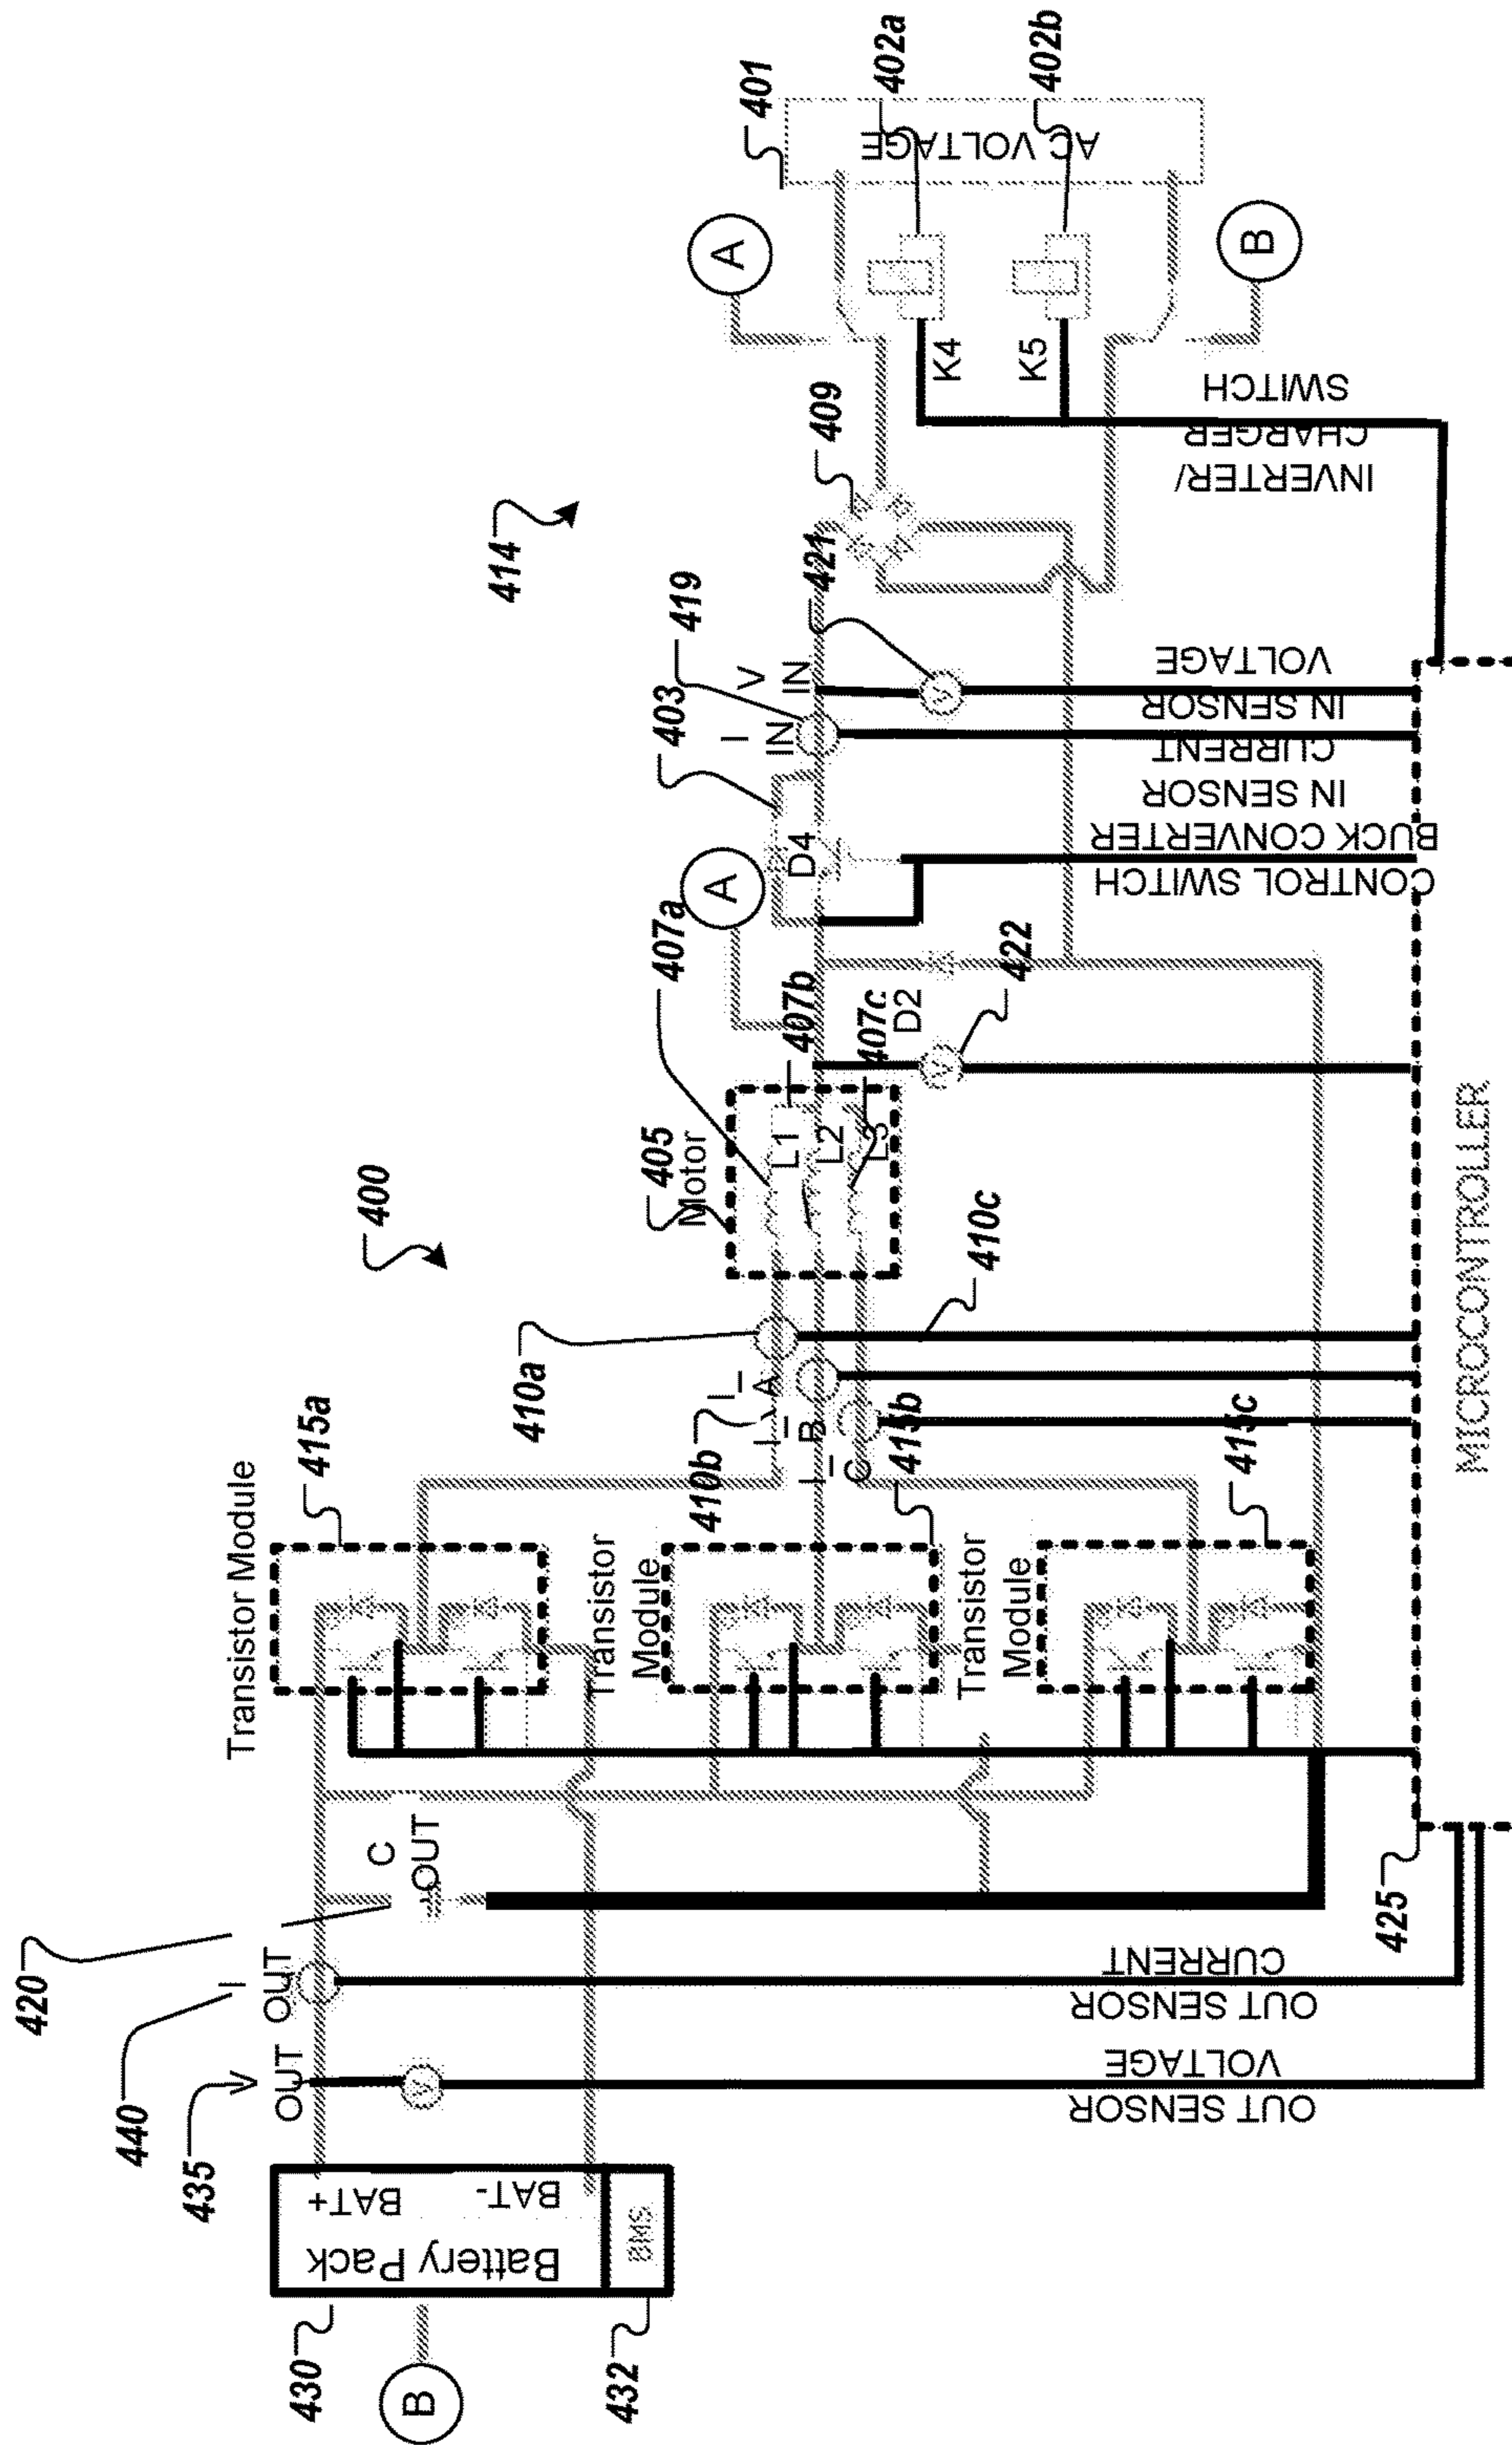 414
400
401
402a
402b
AC VOLTAGE
A
B
K4
K5
INVERTER/
CHARGER
SWITCH
409
421
419
403
V
IN
I
IN
V
VOLTAGE
IN SENSOR
CURRENT
IN SENSOR
BUCK CONVERTER
CONTROL SWITCH
D4
A
407a
407b
407c
D2
422
V
405
Motor
L1
L2
L3
410a
410b
410c
I_
A
I_
B
I_
C
Transistor Module
415a
Transistor
Module
415b
Transistor
Module
415c
C
OUT
420
I
OUT
440
V
OUT
435
V
CURRENT
OUT SENSOR
VOLTAGE
OUT SENSOR
425
MICROCONTROLLER
BAT+
BAT-
Battery Pack
BMS
430
432
B